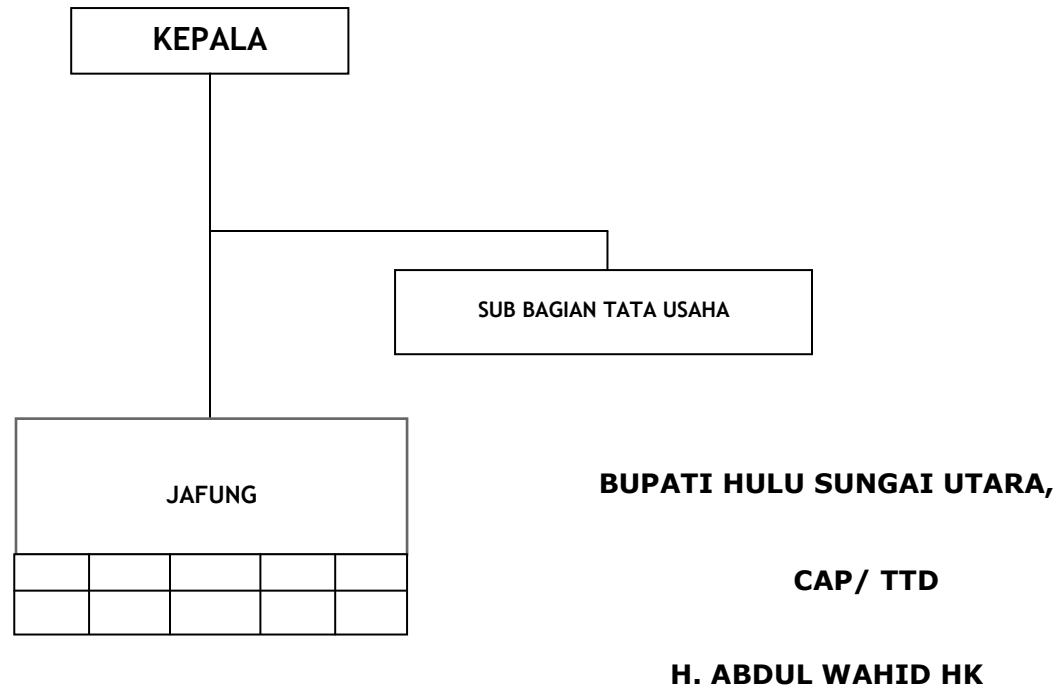 KEPALA
SUB BAGIAN TATA USAHA
JAFUNG
BUPATI HULU SUNGAI UTARA,
CAP/ TTD
H. ABDUL WAHID HK